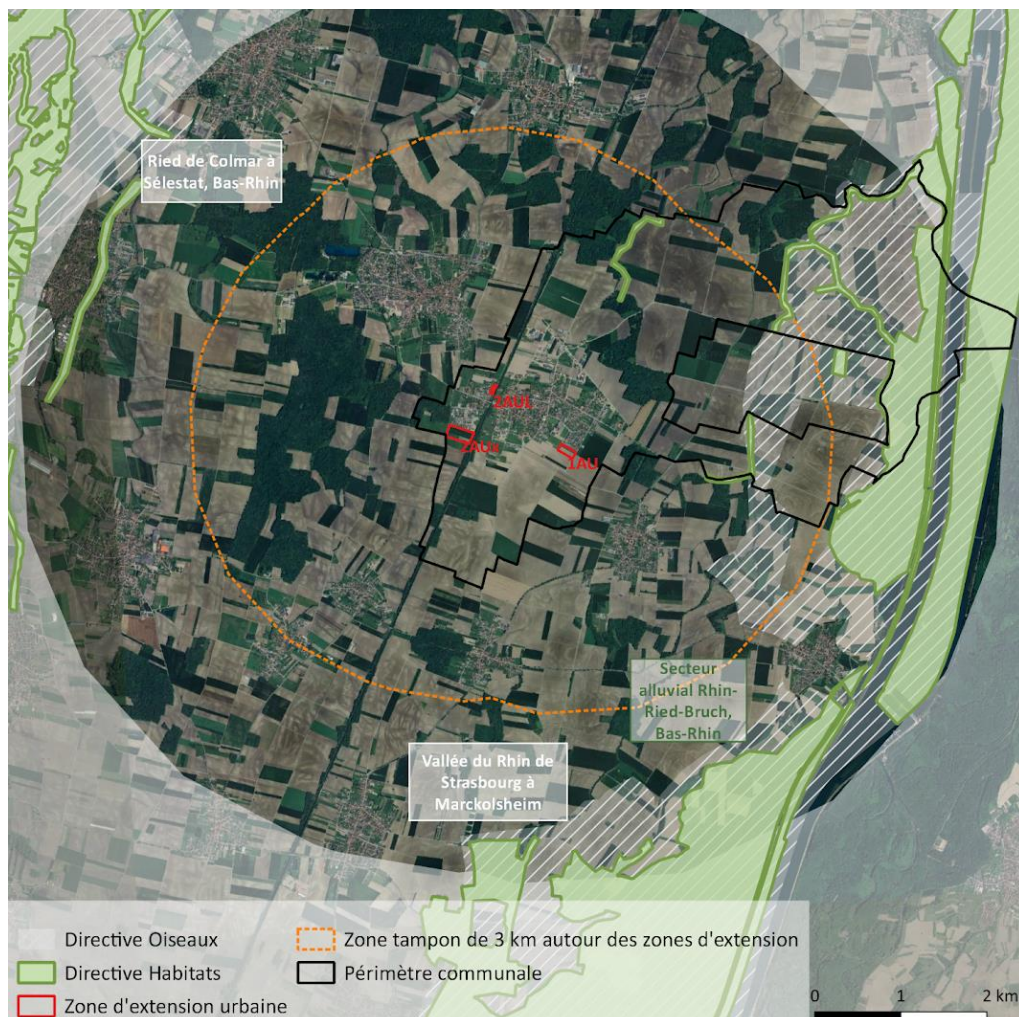 Ried de Colmar à
Sélestat, Bas-Rhin
2AUL
2AUx
1AU
Secteur
alluvial Rhin-
Ried-Bruch,
Bas-Rhin
Vallée du Rhin de
Strasbourg à
Marckolsheim
Directive Oiseaux
Directive Habitats
Zone d'extension urbaine
Zone tampon de 3 km autour des zones d'extension
Périmètre communale
0 1 2 km